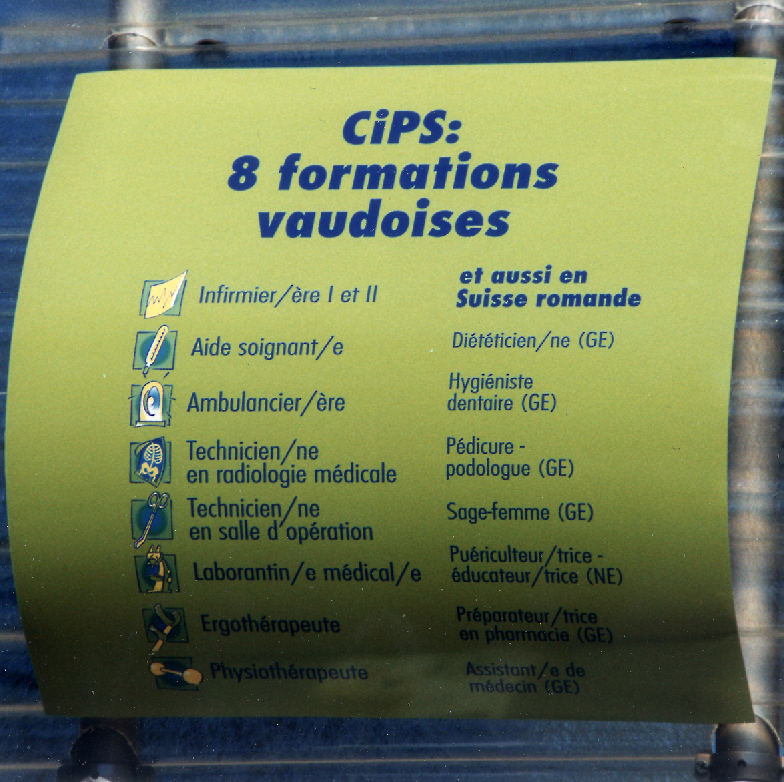 CiPS:
8 formations
vaudoises
Infirmier/ère I et II
Aide soignant/e
Ambulancier/ère
Technicien/ne
en radiologie médicale
Technicien/ne
en salle d'opération
Laborantin/e médical/e
Ergothérapeute
Physiothérapeute
et aussi en
Suisse romande
Diététicien/ne (GE)
Hygiéniste
dentaire (GE)
Pédicure -
podologue (GE)
Sage-femme (GE)
Puériculteur/trice -
éducateur/trice (NE)
Préparateur/trice
en pharmacie (GE)
Assistant/e de
médecin (GE)